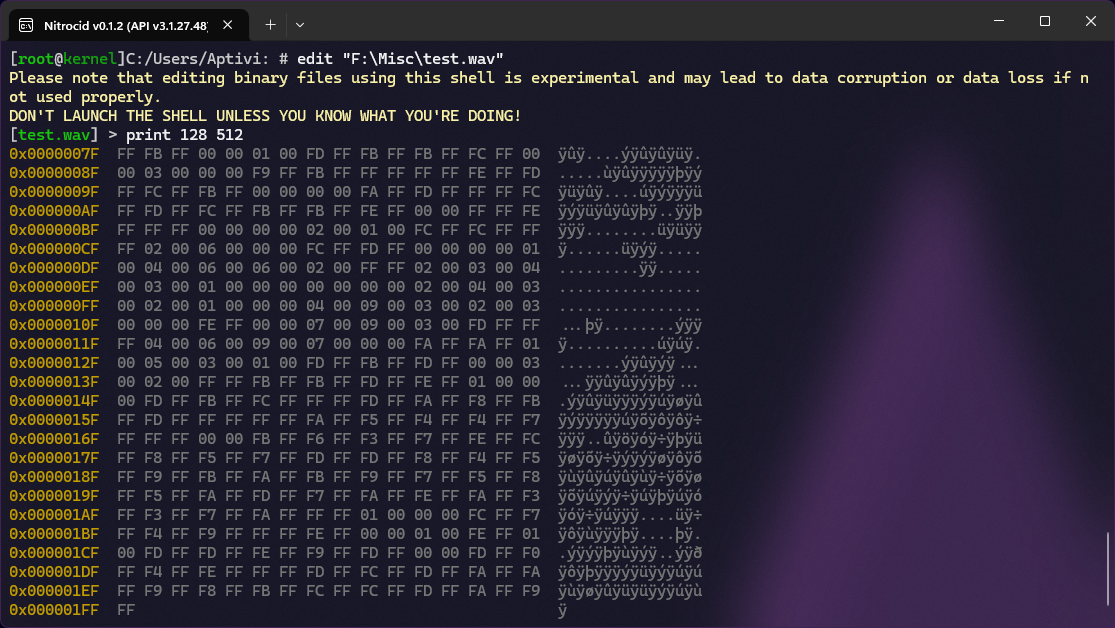 Nitrocid v0.1.2 (API v3.1.27.48)
[root@kernel]C:/Users/Aptivi: # edit "F:\Misc\test.wav"
Please note that editing binary files using this shell is experimental and may lead to data corruption or data loss if n
ot used properly.
DON'T LAUNCH THE SHELL UNLESS YOU KNOW WHAT YOU'RE DOING!
[test.wav] > print 128 512
0x0000007F  FF FB FF 00 00 01 00 FD FF FB FF FB FF FC FF 00  ÿûÿ....ýÿûÿûÿüÿ.
0x0000008F  00 03 00 00 00 F9 FF FB FF FF FF FF FF FE FF FD  .....ùÿûÿÿÿÿÿþÿý
0x0000009F  FF FC FF FB FF 00 00 00 00 FA FF FD FF FF FF FC  ÿüÿûÿ....úÿýÿÿÿü
0x000000AF  FF FD FF FC FF FB FF FB FF FE FF 00 00 FF FF FE  ÿýÿüÿûÿûÿþÿ..ÿÿþ
0x000000BF  FF FF FF 00 00 00 00 02 00 01 00 FC FF FC FF FF  ÿÿÿ........üÿüÿÿ
0x000000CF  FF 02 00 06 00 00 00 FC FF FD FF 00 00 00 00 01  ÿ......üÿýÿ.....
0x000000DF  00 04 00 06 00 06 00 02 00 FF FF 02 00 03 00 04  .........ÿÿ.....
0x000000EF  00 03 00 01 00 00 00 00 00 00 00 02 00 04 00 03  ................
0x000000FF  00 02 00 01 00 00 00 04 00 09 00 03 00 02 00 03  ................
0x0000010F  00 00 00 FE FF 00 00 07 00 09 00 03 00 FD FF FF  ...þÿ........ýÿÿ
0x0000011F  FF 04 00 06 00 09 00 07 00 00 00 FA FF FA FF 01  ÿ..........úÿúÿ.
0x0000012F  00 05 00 03 00 01 00 FD FF FB FF FD FF 00 00 03  .......ýÿûÿýÿ...
0x0000013F  00 02 00 FF FF FB FF FB FF FD FF FE FF 01 00 00  ...ÿÿûÿûÿýÿþÿ...
0x0000014F  00 FD FF FB FF FC FF FF FF FD FF FA FF F8 FF FB  .ýÿûÿüÿÿÿýÿúÿøÿû
0x0000015F  FF FD FF FF FF FF FF FA FF F5 FF F4 FF F4 FF F7  ÿýÿÿÿÿÿúÿõÿôÿôÿ÷
0x0000016F  FF FF FF 00 00 FB FF F6 FF F3 FF F7 FF FE FF FC  ÿÿÿ..ûÿöÿóÿ÷ÿþÿü
0x0000017F  FF F8 FF F5 FF F7 FF FD FF FD FF F8 FF F4 FF F5  ÿøÿõÿ÷ÿýÿýÿøÿôÿõ
0x0000018F  FF F9 FF FB FF FA FF FB FF F9 FF F7 FF F5 FF F8  ÿùÿûÿúÿûÿùÿ÷ÿõÿø
0x0000019F  FF F5 FF FA FF FD FF F7 FF FA FF FE FF FA FF F3  ÿõÿúÿýÿ÷ÿúÿþÿúÿó
0x000001AF  FF F3 FF F7 FF FA FF FF FF 01 00 00 00 FC FF F7  ÿóÿ÷ÿúÿÿÿ....üÿ÷
0x000001BF  FF F4 FF F9 FF FF FF FE FF 00 00 01 00 FE FF 01  ÿôÿùÿÿÿþÿ....þÿ.
0x000001CF  00 FD FF FD FF FE FF F9 FF FD FF 00 00 FD FF F0  .ýÿýÿþÿùÿýÿ..ýÿð
0x000001DF  FF F4 FF FE FF FF FF FD FF FC FF FD FF FA FF FA  ÿôÿþÿÿÿýÿüÿýÿúÿú
0x000001EF  FF F9 FF F8 FF FB FF FC FF FC FF FD FF FA FF F9  ÿùÿøÿûÿüÿüÿýÿúÿù
0x000001FF  FF  ÿ